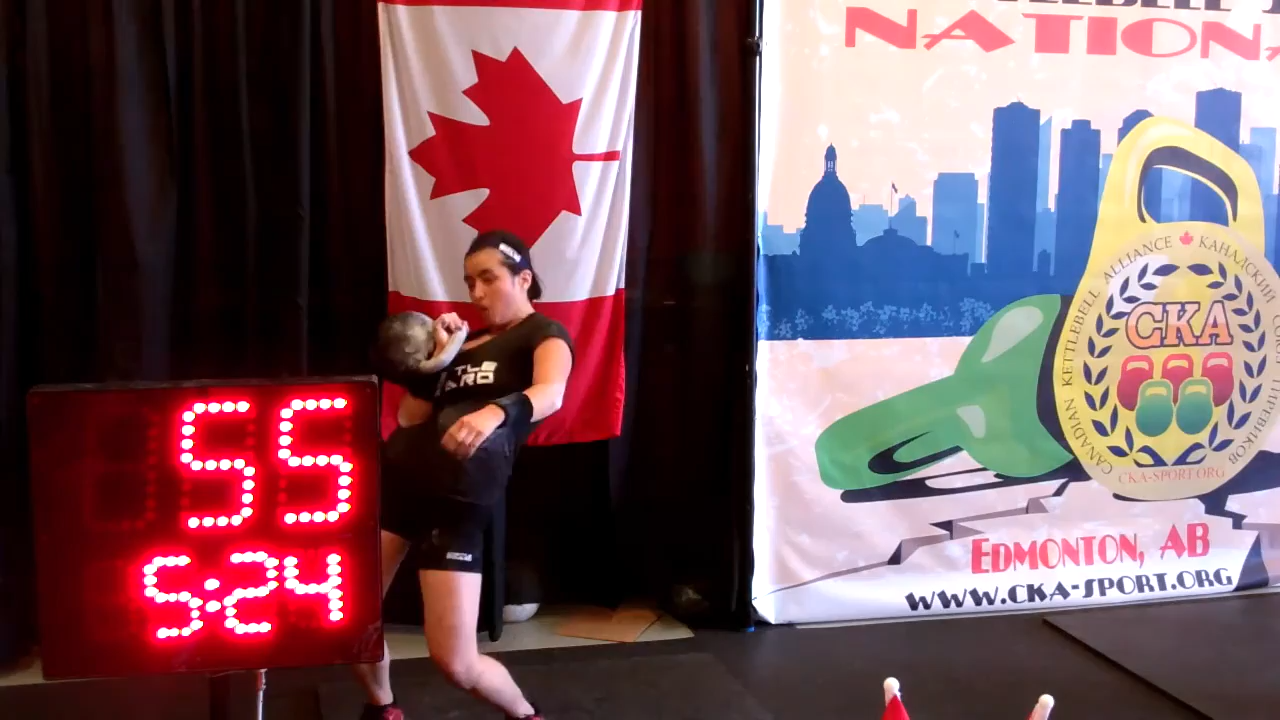 NATION
55
5:24
CANADIAN KETTLEBELL ALLIANCE
CKA
CKA-SPORT.ORG
EDMONTON, AB
WWW.CKA-SPORT.ORG